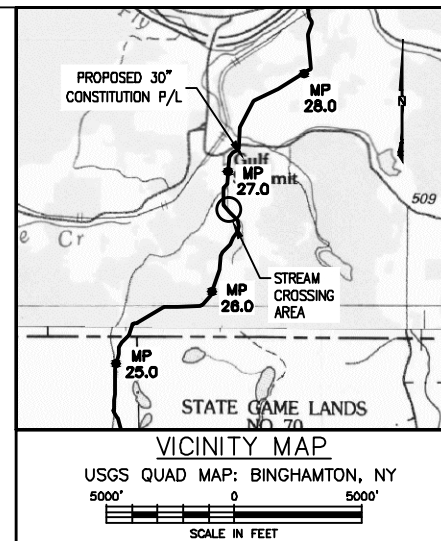 PROPOSED 30"
CONSTITUTION P/L
MP
28.0
N
Gulf
mit
MP
27.0
509
e Cr
STREAM
CROSSING
AREA
MP
26.0
MP
25.0
STATE GAME LANDS
NO 70
VICINITY MAP
USGS QUAD MAP: BINGHAMTON, NY
5000' 0 5000'
SCALE IN FEET